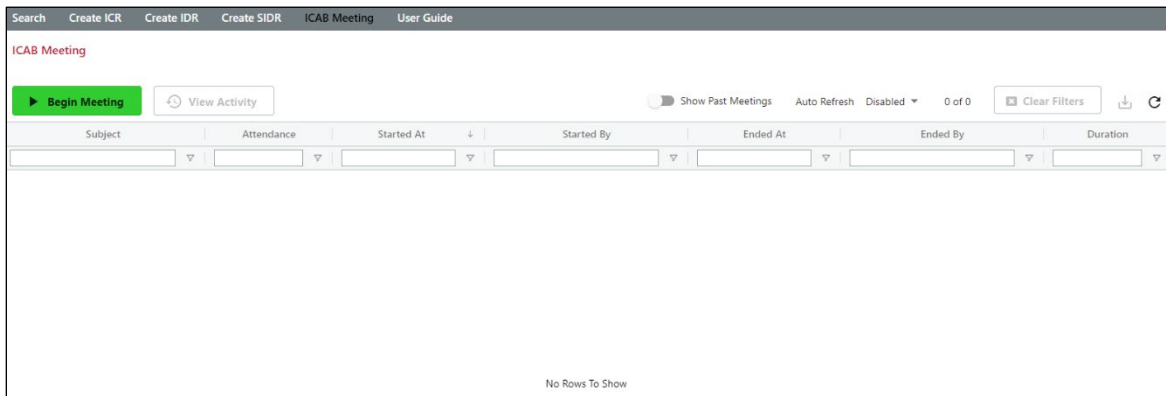 Search Create ICR Create IDR Create SIDR ICAB Meeting User Guide
ICAB Meeting
Begin Meeting View Activity Show Past Meetings Auto Refresh Disabled 0 of 0 Clear Filters
Subject Attendance Started At Started By Ended At Ended By Duration
No Rows To Show